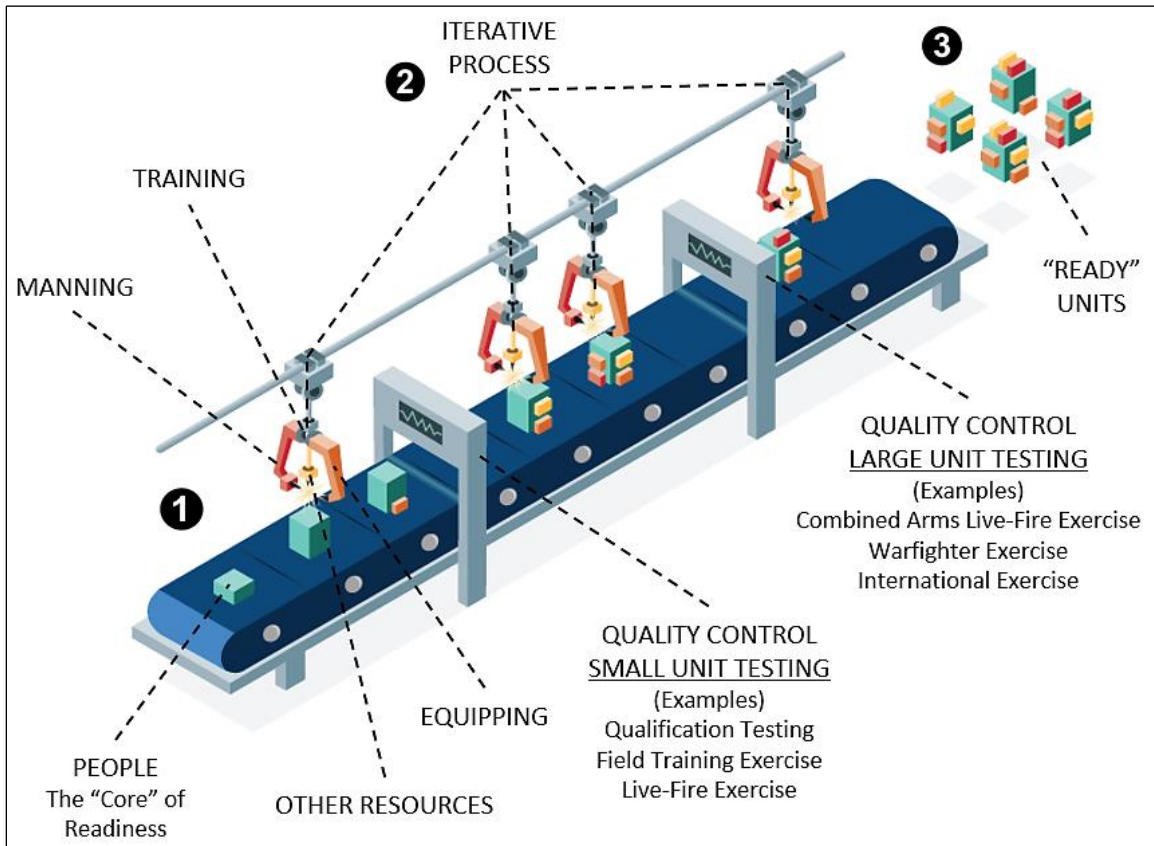 ITERATIVE
PROCESS
2
3
TRAINING
MANNING
"READY"
UNITS
1
QUALITY CONTROL
LARGE UNIT TESTING
(Examples)
Combined Arms Live-Fire Exercise
Warfighter Exercise
International Exercise
QUALITY CONTROL
SMALL UNIT TESTING
(Examples)
Qualification Testing
Field Training Exercise
Live-Fire Exercise
EQUIPPING
PEOPLE
The "Core" of
Readiness
OTHER RESOURCES